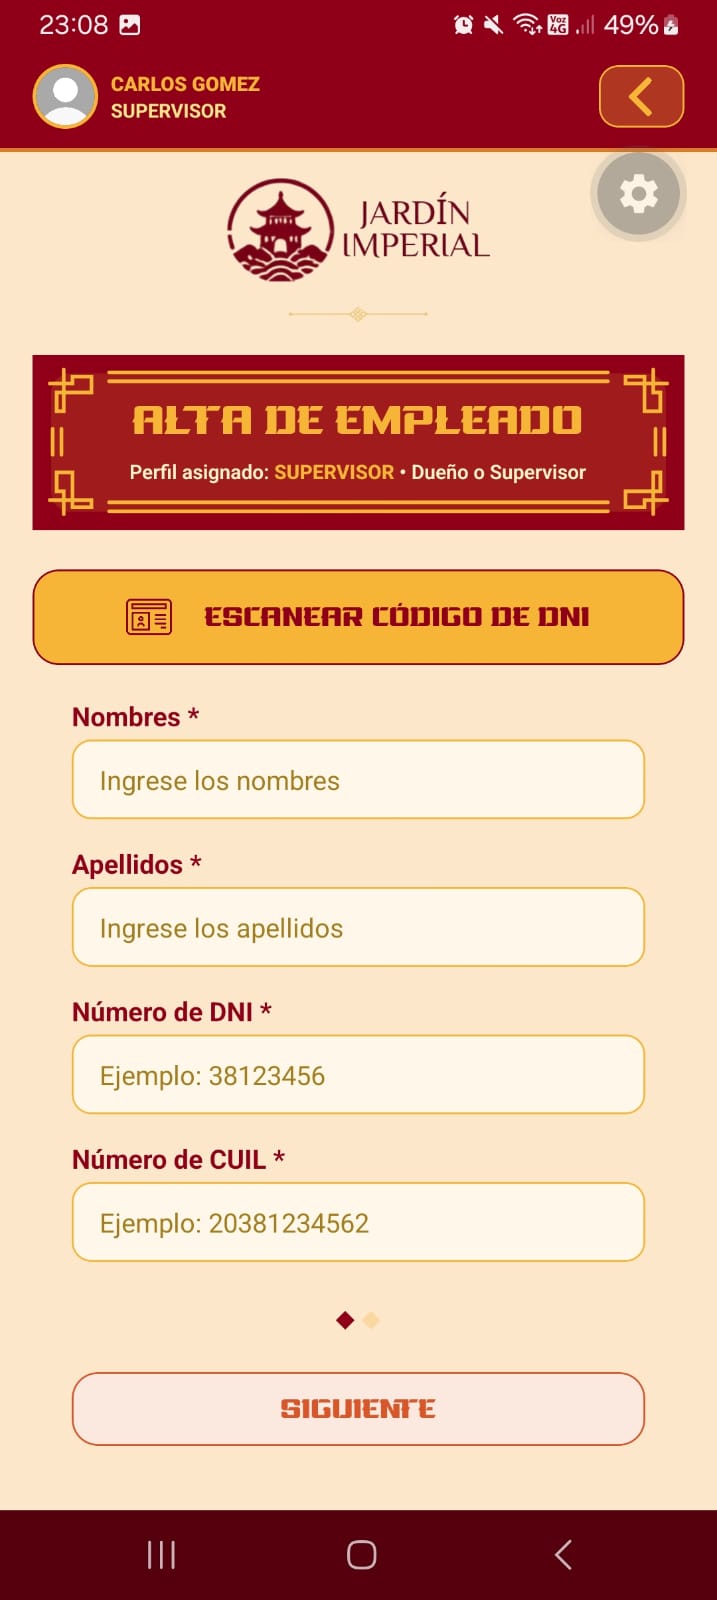 23:08
Voz
4G
49%
CARLOS GOMEZ
SUPERVISOR
JARDÍN
IMPERIAL
ALTA DE EMPLEADO
Perfil asignado: SUPERVISOR • Dueño o Supervisor
ESCANEAR CÓDIGO DE DNI
Nombres *
Ingrese los nombres
Apellidos *
Ingrese los apellidos
Número de DNI *
Ejemplo: 38123456
Número de CUIL *
Ejemplo: 20381234562
SIGUIENTE